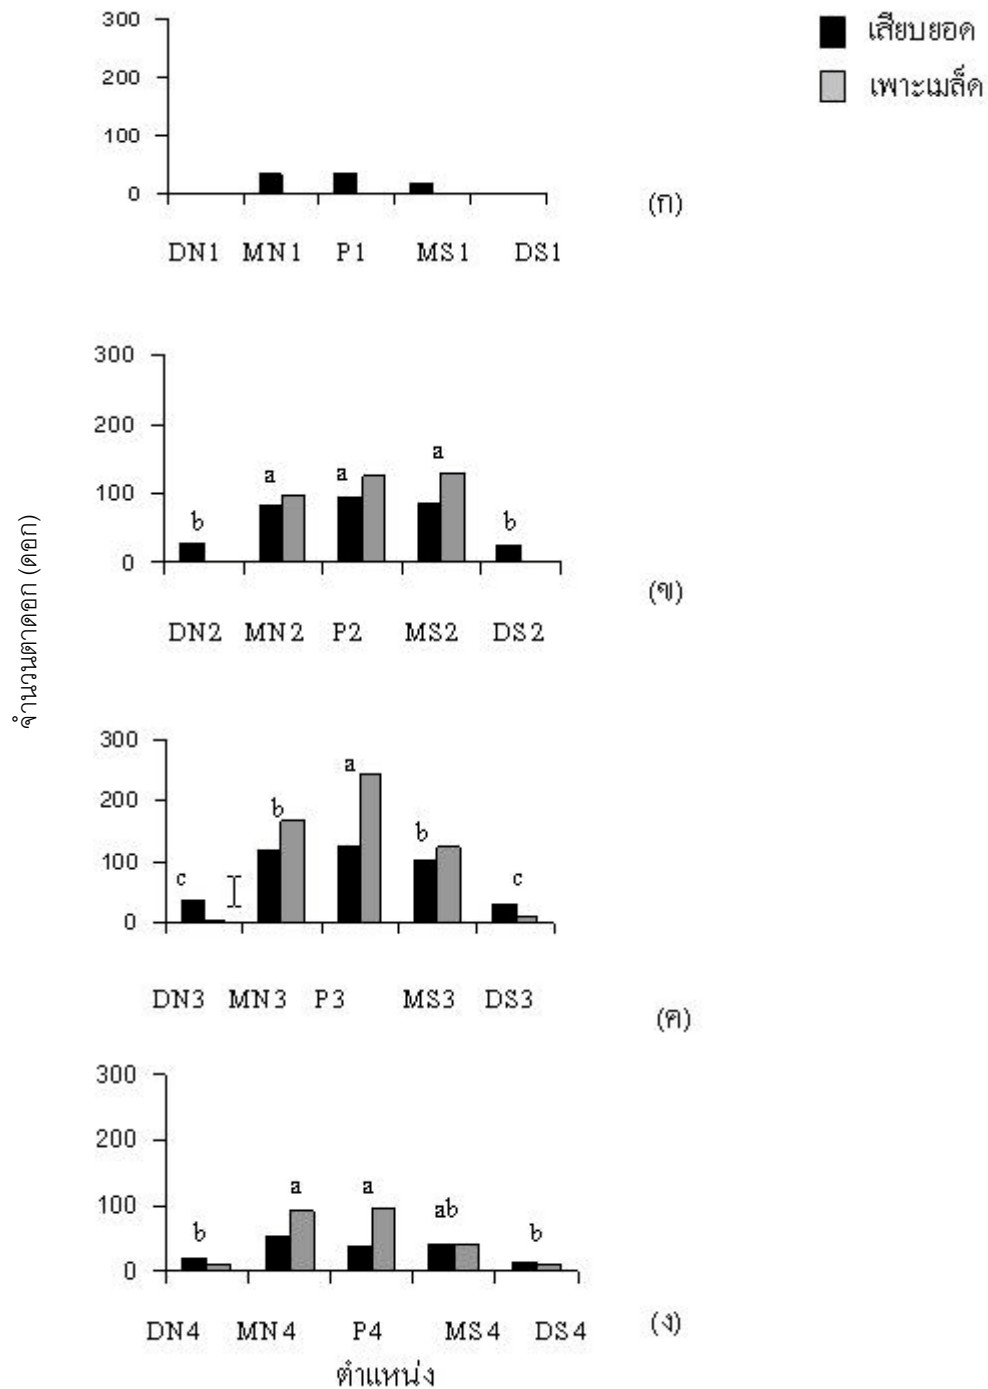 เสียบยอด
เพาะเมล็ด
300
200
100
0
DN1 MN1 P1 MS1 DS1
(ก)
จำนวนตาดอก (ดอก)
300
200
100
0
b a a a b
DN2 MN2 P2 MS2 DS2
(ข)
300
200
100
0
c b a b c
DN3 MN3 P3 MS3 DS3
(ค)
300
200
100
0
b a a ab b
DN4 MN4 P4 MS4 DS4
(ง)
ตำแหน่ง